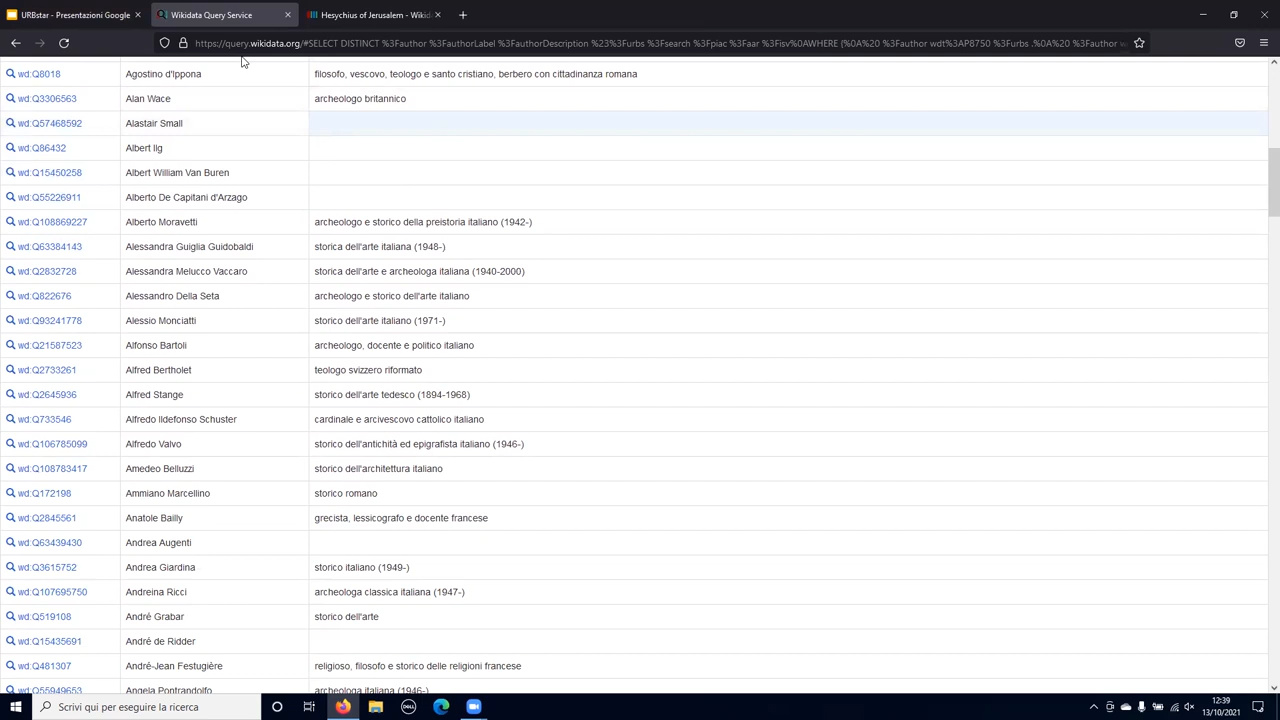 URBstar - Presentazioni Google
Wikidata Query Service
Hesychius of Jerusalem - Wikid
https://query.wikidata.org/#SELECT DISTINCT %3Fauthor %3FauthorLabel %3FauthorDescription %23%3Furbs %3Fsearch %3Fpiac %3Far %3Fisv%0AWHERE {%0A%20 %3Fauthor wdt%3AP8750 %3Furbs .%0A%20 %3Fauthor w
wd:Q8018 Agostino d'Ippona filosofo, vescovo, teologo e santo cristiano, berbero con cittadinanza romana
wd:Q3306563 Alan Wace archeologo britannico
wd:Q57468592 Alastair Small
wd:Q86432 Albert Ilg
wd:Q15450258 Albert William Van Buren
wd:Q55226911 Alberto De Capitani d'Arzago
wd:Q108869227 Alberto Moravetti archeologo e storico della preistoria italiano (1942-)
wd:Q63384143 Alessandra Guiglia Guidobaldi storica dell'arte italiana (1948-)
wd:Q2832728 Alessandra Melucco Vaccaro storica dell'arte e archeologa italiana (1940-2000)
wd:Q822676 Alessandro Della Seta archeologo e storico dell'arte italiano
wd:Q93241778 Alessio Monciatti storico dell'arte italiano (1971-)
wd:Q21587523 Alfonso Bartoli archeologo, docente e politico italiano
wd:Q2733261 Alfred Bertholet teologo svizzero riformato
wd:Q2645936 Alfred Stange storico dell'arte tedesco (1894-1968)
wd:Q733546 Alfredo Ildefonso Schuster cardinale e arcivescovo cattolico italiano
wd:Q106785099 Alfredo Valvo storico dell'antichità ed epigrafista italiano (1946-)
wd:Q108783417 Amedeo Belluzzi storico dell'architettura italiano
wd:Q172198 Ammiano Marcellino storico romano
wd:Q2845561 Anatole Bailly grecista, lessicografo e docente francese
wd:Q63439430 Andrea Augenti
wd:Q3615752 Andrea Giardina storico italiano (1949-)
wd:Q107695750 Andreina Ricci archeologa classica italiana (1947-)
wd:Q519108 André Grabar storico dell'arte
wd:Q15435691 André de Ridder
wd:Q481307 André-Jean Festugière religioso, filosofo e storico delle religioni francese
wd:Q55949653 Angela Pontrandolfo archeologa italiana (1946-)
Scrivi qui per eseguire la ricerca
DELL
12:39
13/10/2021